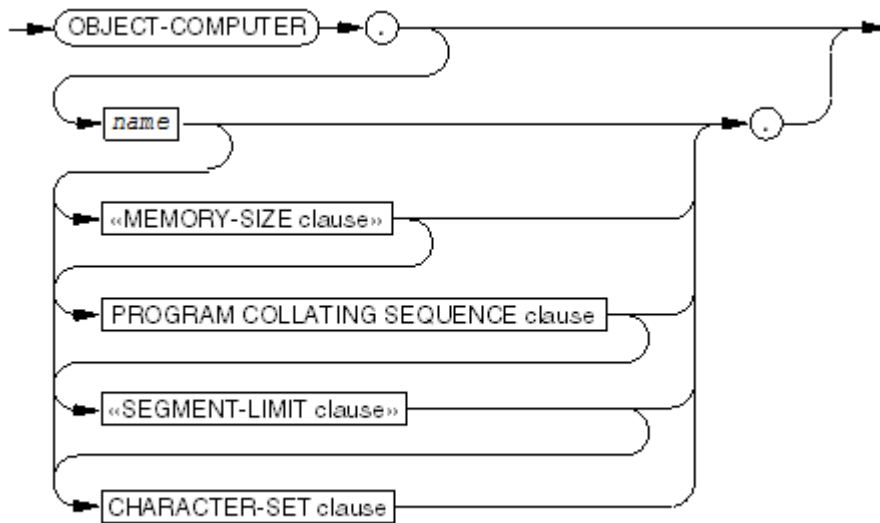 OBJECT-COMPUTER .
name .
«MEMORY-SIZE clause»
PROGRAM COLLATING SEQUENCE clause
«SEGMENT-LIMIT clause»
CHARACTER-SET clause